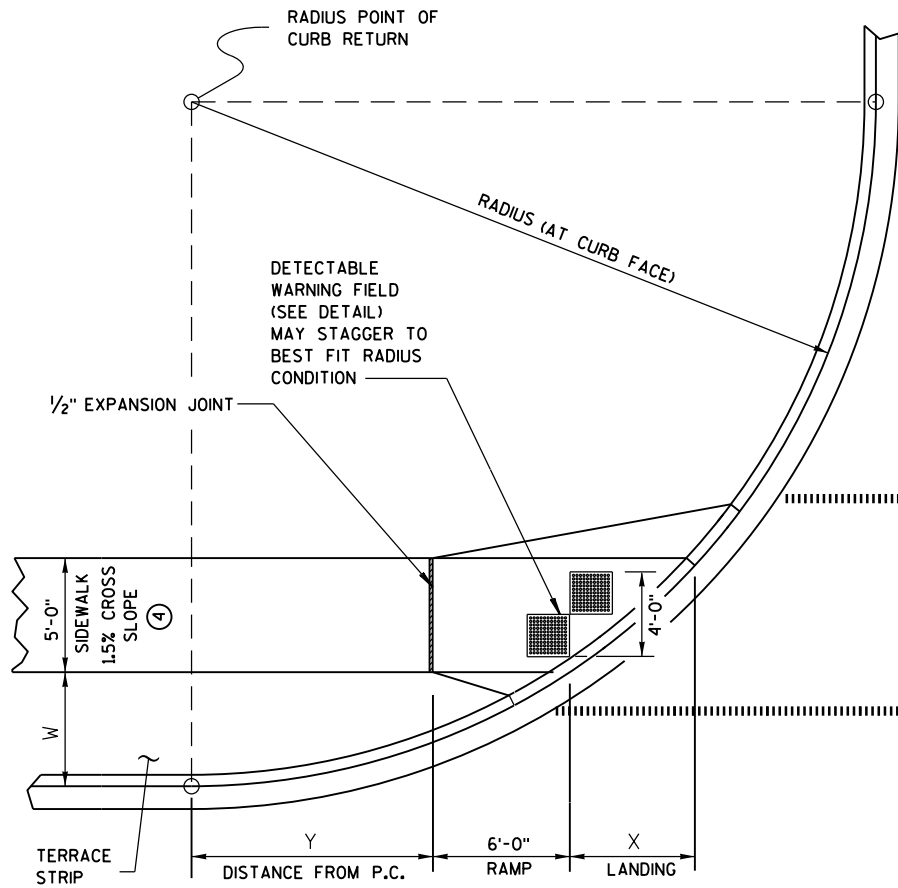 RADIUS POINT OF
CURB RETURN
RADIUS (AT CURB FACE)
DETECTABLE
WARNING FIELD
(SEE DETAIL)
MAY STAGGER TO
BEST FIT RADIUS
CONDITION
1/2" EXPANSION JOINT
5'-0"
SIDEWALK
1.5% CROSS
SLOPE
4
4'-0"
W
Y
6'-0"
X
DISTANCE FROM P.C.
RAMP
LANDING
TERRACE
STRIP